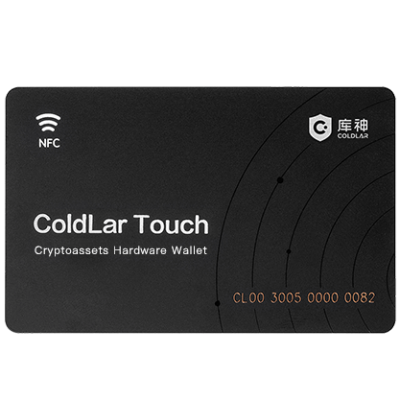 NFC
库神
COLDLAR
ColdLar Touch
Cryptoassets Hardware Wallet
CL00 3005 0000 0082